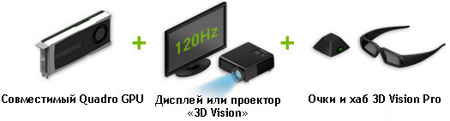 120Hz
Совместимый Quadro GPU
Дисплей или проектор
«3D Vision»
Очки и хаб 3D Vision Pro